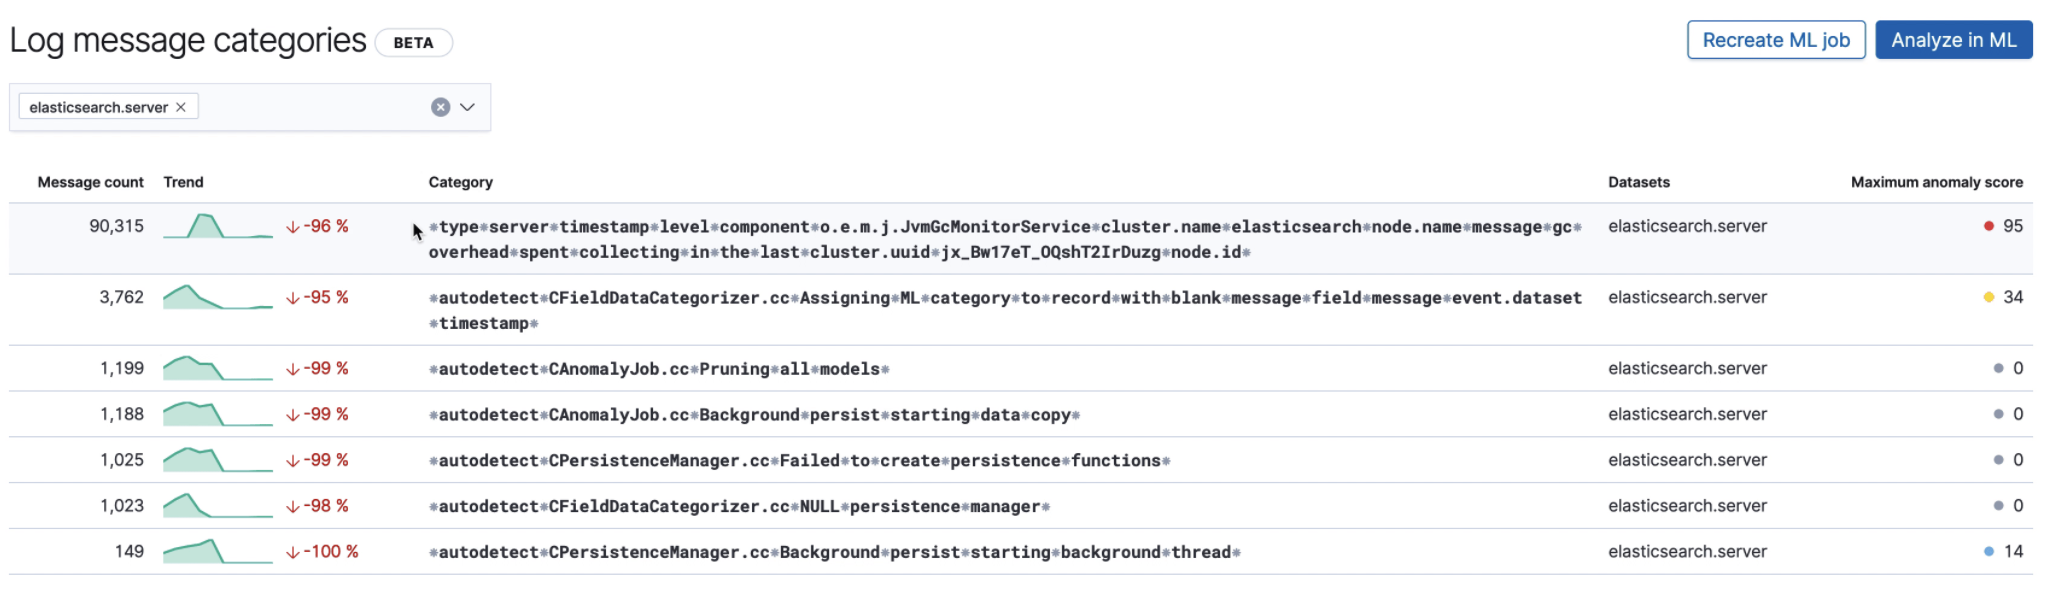 Log message categories BETA
Recreate ML job
Analyze in ML
elasticsearch.server
Message count Trend Category Datasets Maximum anomaly score
90,315 -96 % *type*server*timestamp*level*component*o.e.m.j.JvmGcMonitorService*cluster.name*elasticsearch*node.name*message*gc* elasticsearch.server 95
overhead*spent*collecting*in*the*last*cluster.uuid*jx_Bw17eT_OQshT2IrDuzg*node.id*
3,762 -95 % *autodetect*CFieldDataCategorizer.cc*Assigning*ML*category*to*record*with*blank*message*field*message*event.dataset elasticsearch.server 34
*timestamp*
1,199 -99 % *autodetect*CAnomalyJob.cc*Pruning*all*models* elasticsearch.server 0
1,188 -99 % *autodetect*CAnomalyJob.cc*Background*persist*starting*data*copy* elasticsearch.server 0
1,025 -99 % *autodetect*CPersistenceManager.cc*Failed*to*create*persistence*functions* elasticsearch.server 0
1,023 -98 % *autodetect*CFieldDataCategorizer.cc*NULL*persistence*manager* elasticsearch.server 0
149 -100 % *autodetect*CPersistenceManager.cc*Background*persist*starting*background*thread* elasticsearch.server 14